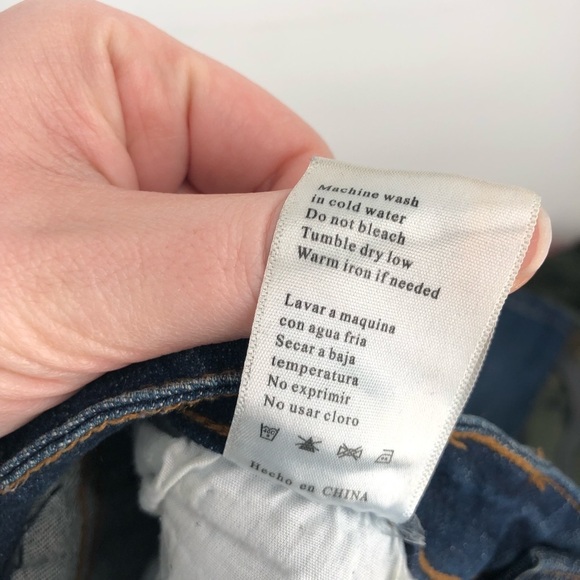 Machine wash
in cold water
Do not bleach
Tumble dry low
Warm iron if needed
Lavar a maquina
con agua fria
Secar a baja
temperatura
No exprimir
No usar cloro
Hecho en CHINA